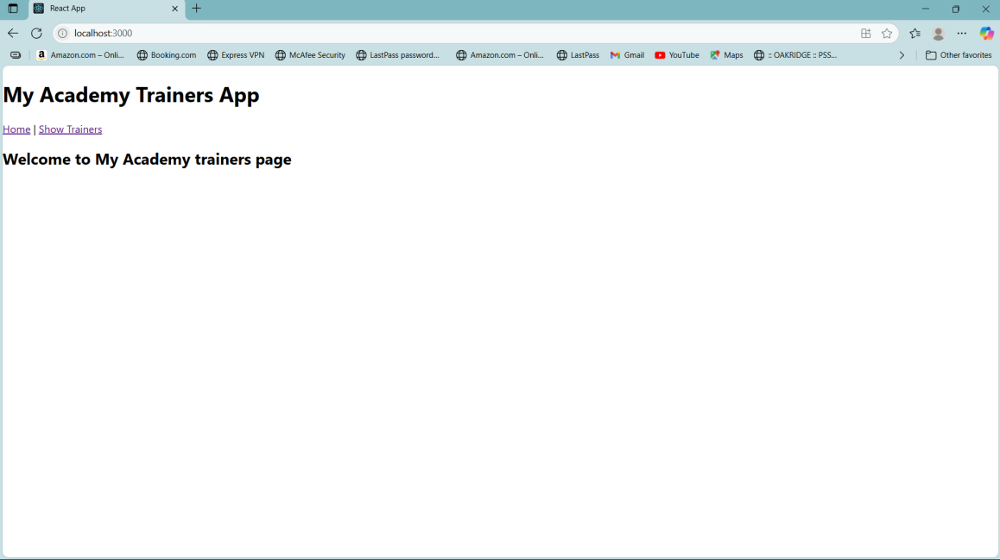 React App
localhost:3000
Amazon.com – Onli... Booking.com Express VPN McAfee Security LastPass password... Amazon.com – Onli... LastPass Gmail YouTube Maps :: OAKRIDGE :: PSS... Other favorites
My Academy Trainers App
Home | Show Trainers
Welcome to My Academy trainers page